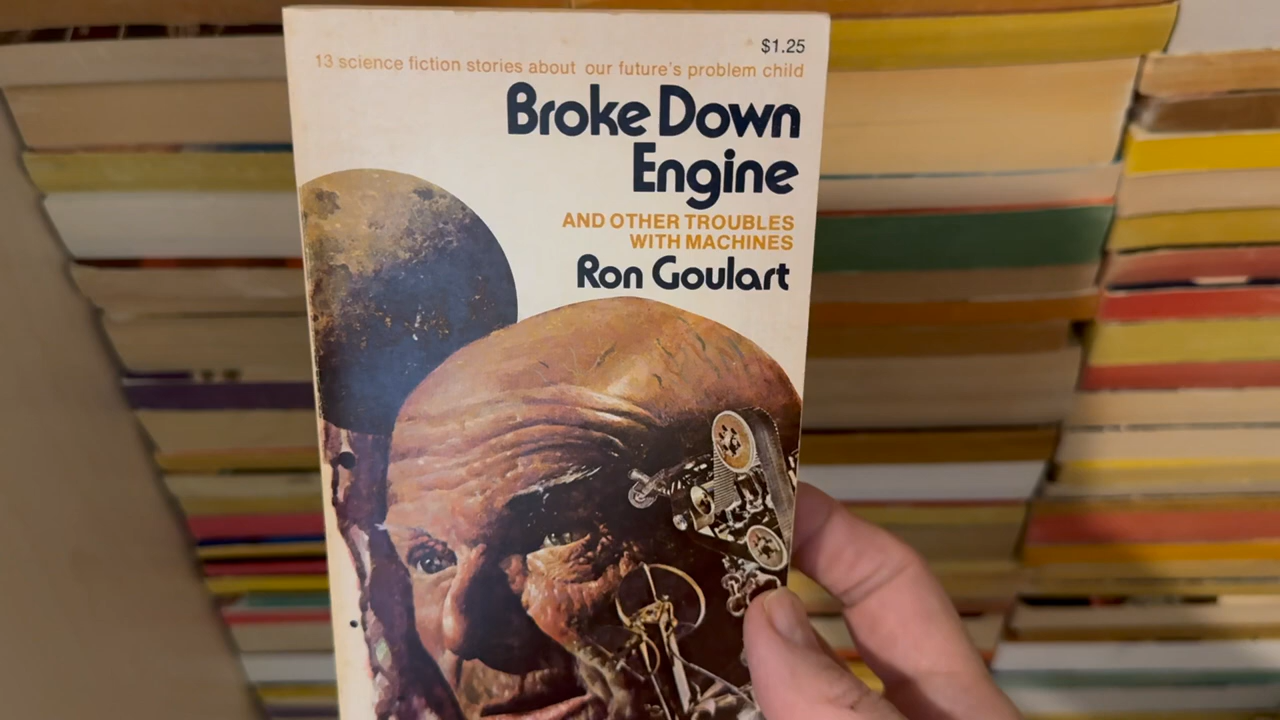 $1.25
13 science fiction stories about our future's problem child
Broke Down
Engine
AND OTHER TROUBLES
WITH MACHINES
Ron Goulart